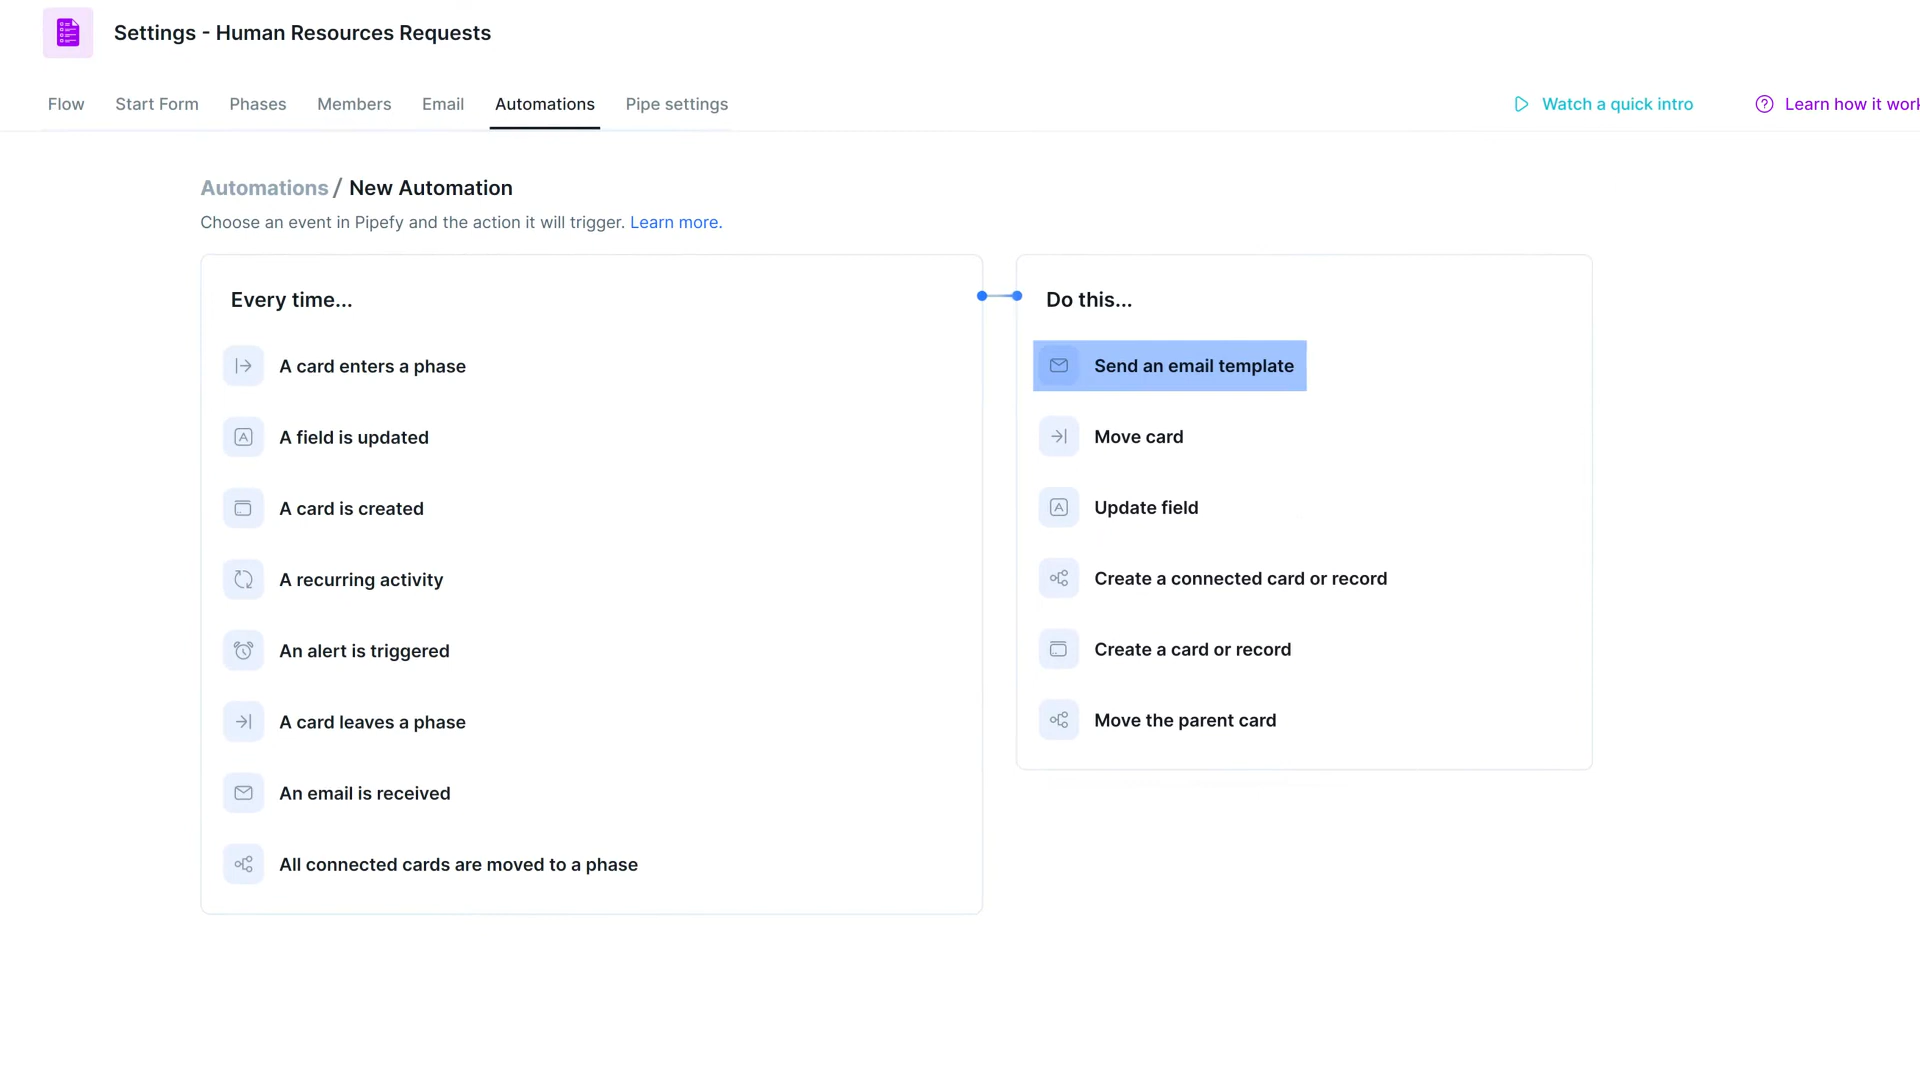 Settings - Human Resources Requests
Flow Start Form Phases Members Email Automations Pipe settings Watch a quick intro Learn how it work
Automations / New Automation
Choose an event in Pipefy and the action it will trigger. Learn more.
Every time...
A card enters a phase
A field is updated
A card is created
A recurring activity
An alert is triggered
A card leaves a phase
An email is received
All connected cards are moved to a phase
Do this...
Send an email template
Move card
Update field
Create a connected card or record
Create a card or record
Move the parent card